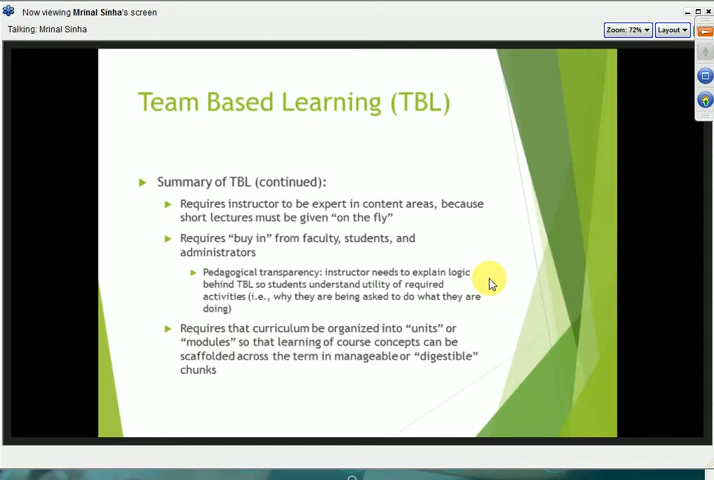 Now viewing Mrinal Sinha's screen
Talking: Mrinal Sinha
Zoom: 72%
Layout
Team Based Learning (TBL)
Summary of TBL (continued):
Requires instructor to be expert in content areas, because
short lectures must be given “on the fly”
Requires “buy in” from faculty, students, and
administrators
Pedagogical transparency: instructor needs to explain logic
behind TBL so students understand utility of required
activities (i.e., why they are being asked to do what they are
doing)
Requires that curriculum be organized into “units” or
“modules” so that learning of course concepts can be
scaffolded across the term in manageable or “digestible”
chunks